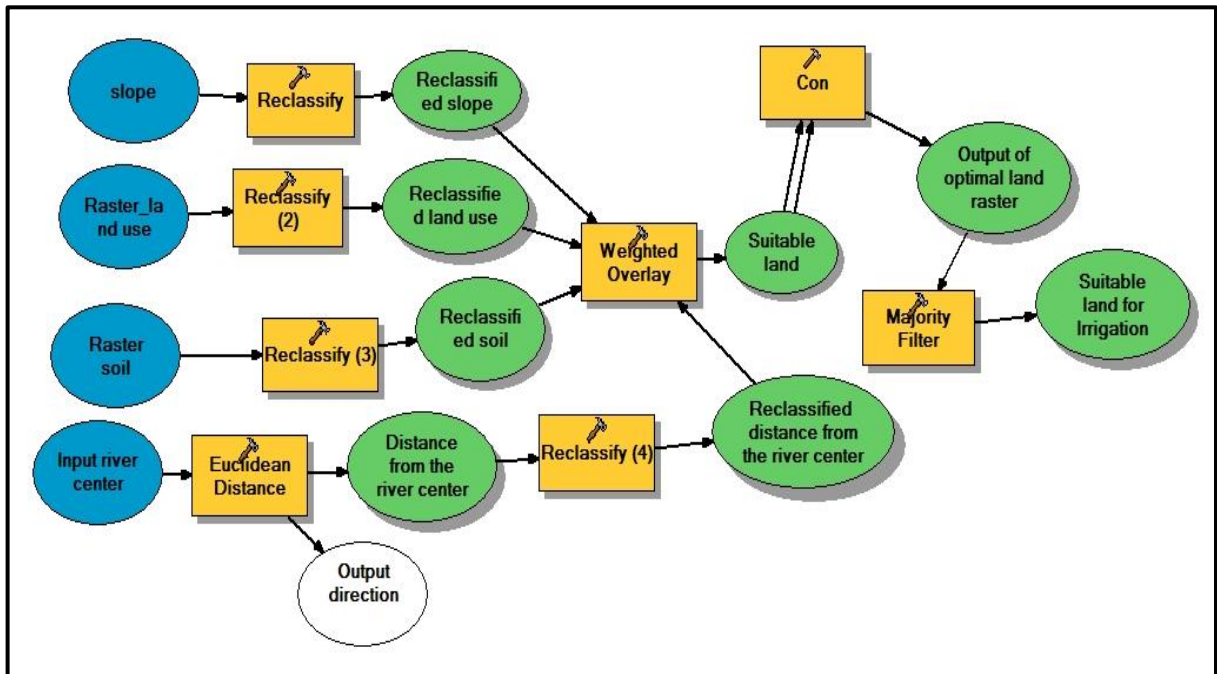 slope
Reclassify
Reclassifi
ed slope
Con
Output of
optimal land
raster
Raster_la
nd use
Reclassify
(2)
Reclassifie
d land use
Weighted
Overlay
Suitable
land
Raster
soil
Reclassify (3)
Reclassifi
ed soil
Majority
Filter
Suitable
land for
Irrigation
Input river
center
Euclidean
Distance
Distance
from the
river center
Reclassify (4)
Reclassified
distance from
the river center
Output
direction